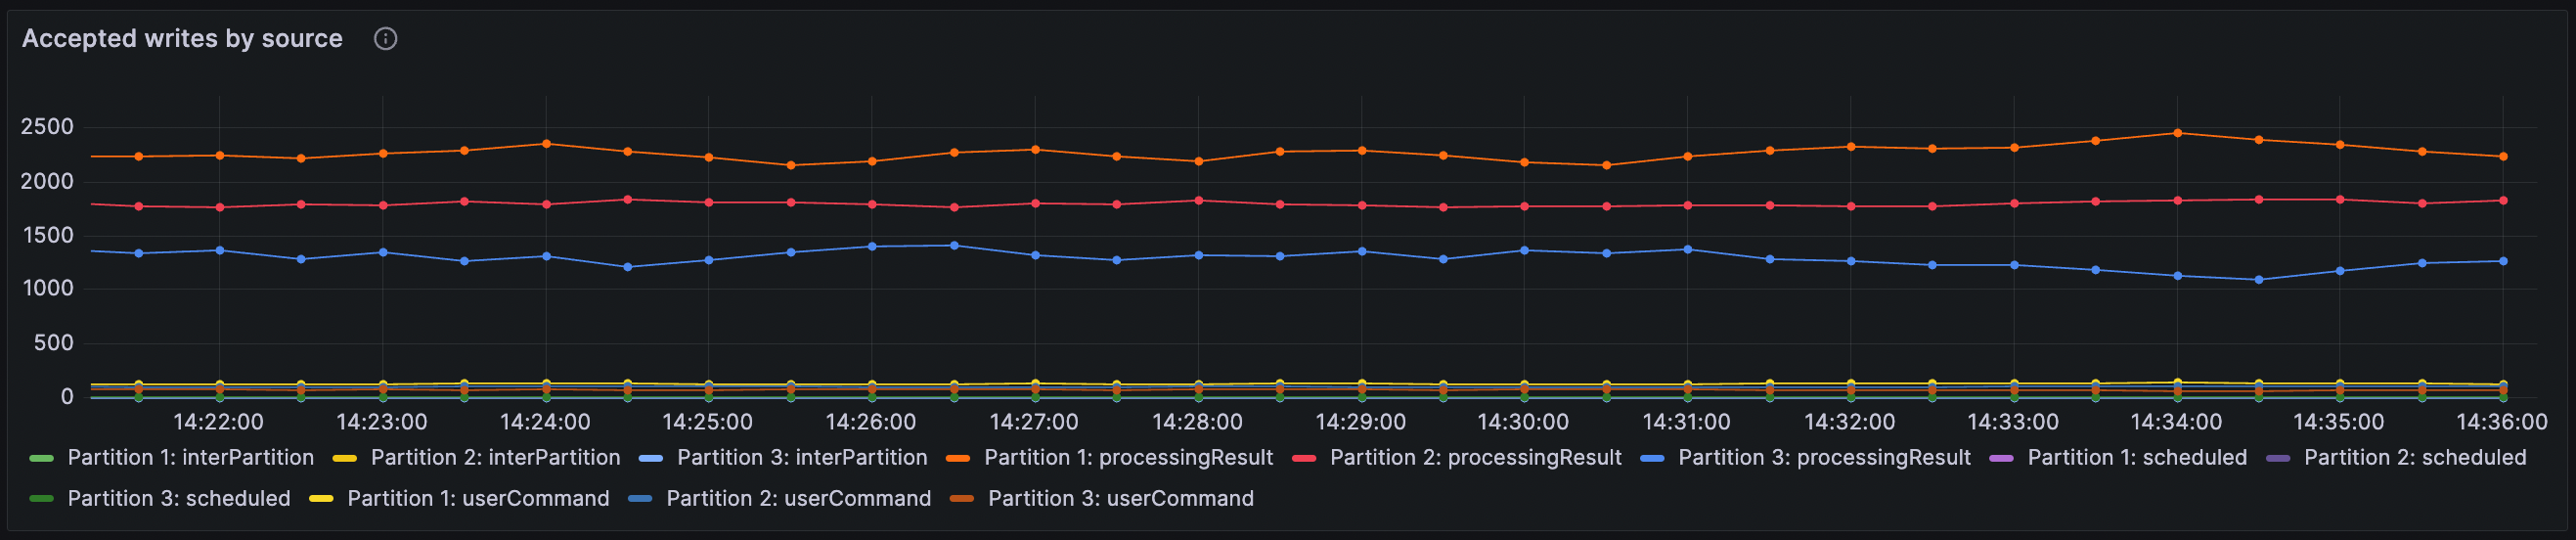 Accepted writes by source
2500
2000
1500
1000
500
0
14:22:00 14:23:00 14:24:00 14:25:00 14:26:00 14:27:00 14:28:00 14:29:00 14:30:00 14:31:00 14:32:00 14:33:00 14:34:00 14:35:00 14:36:00
Partition 1: interPartition Partition 2: interPartition Partition 3: interPartition Partition 1: processingResult Partition 2: processingResult Partition 3: processingResult Partition 1: scheduled Partition 2: scheduled
Partition 3: scheduled Partition 1: userCommand Partition 2: userCommand Partition 3: userCommand